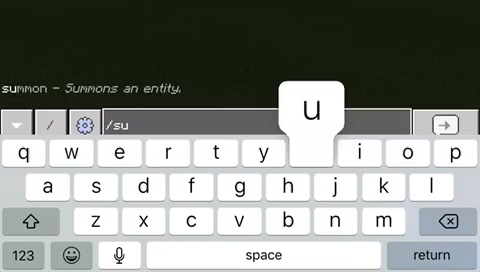 summon – Summons an entity.
/ /su
u
q w e r t y i o p
a s d f g h j k l
z x c v b n m
123 space return